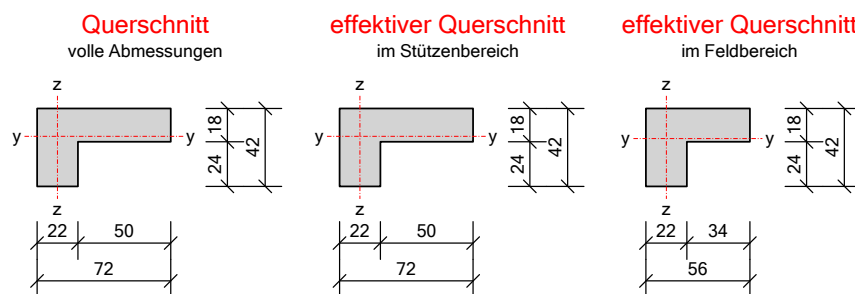 Querschnitt
volle Abmessungen
z
y
y
z
18
24
42
22
50
72
effektiver Querschnitt
im Stützenbereich
z
y
y
z
18
24
42
22
50
72
effektiver Querschnitt
im Feldbereich
z
y
y
z
18
24
42
22
34
56